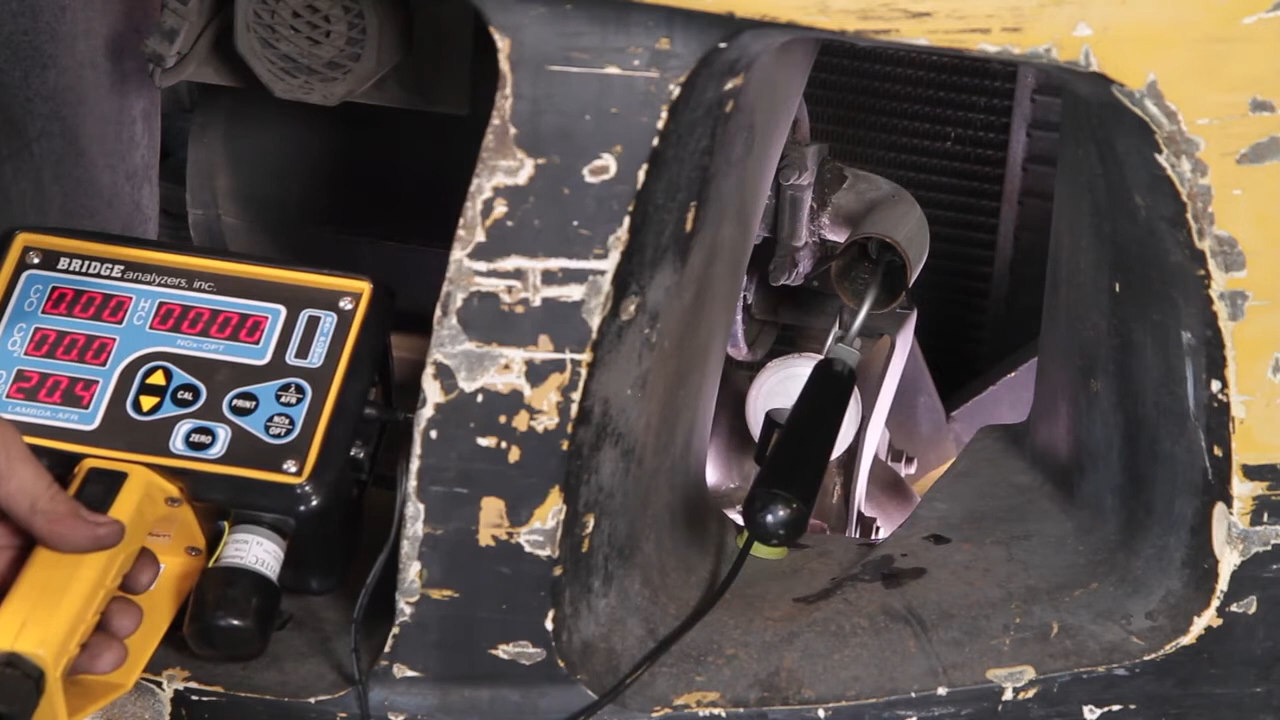 BRIDGE analyzers, inc.
CO 0.00 HC 0000
NOx-OPT
CO2 00.0
O2 20.4
LAMBDA-AFR
CAL
PRINT
λ AFR
NOx OPT
ZERO